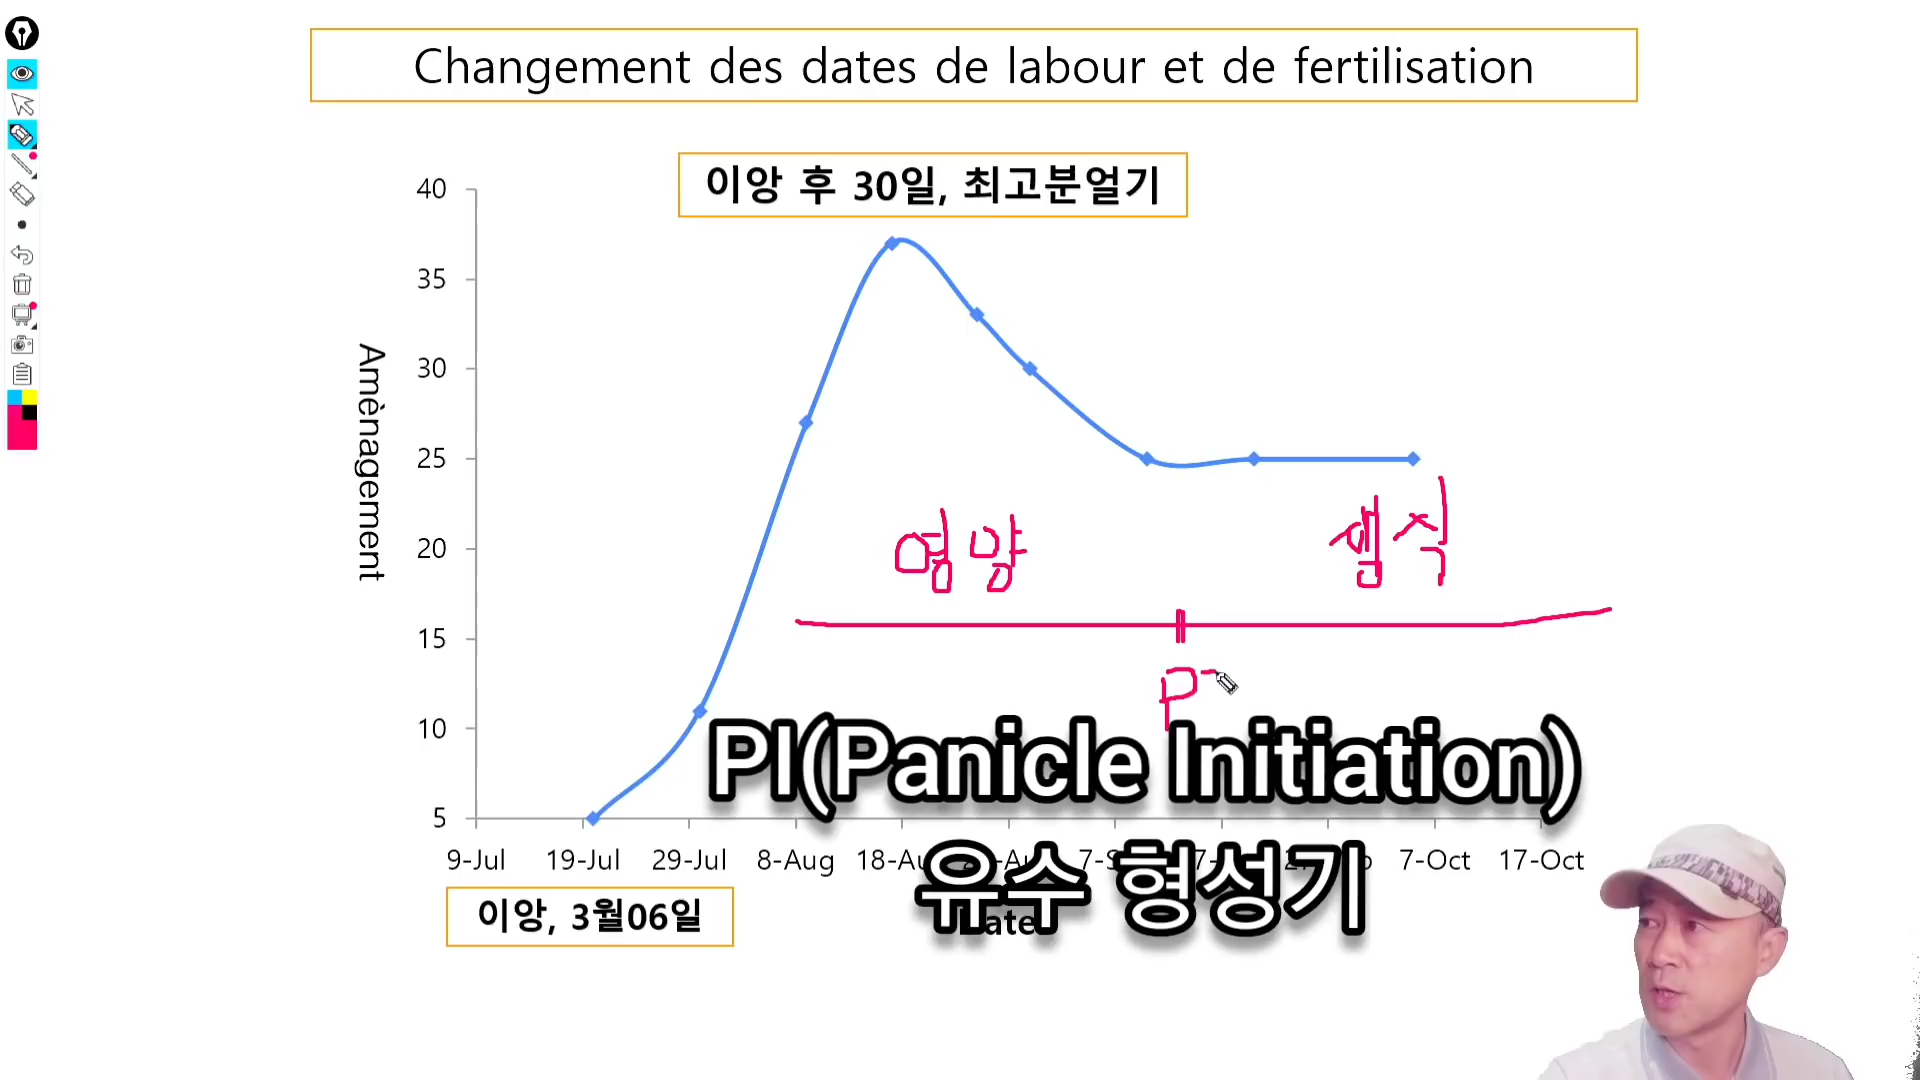 Changement des dates de labour et de fertilisation
이앙 후 30일, 최고분얼기
40
35
30
25
20
15
10
5
Amènagement
영양
생식
P
PI(Panicle Initiation)
유수 형성기
9-Jul 19-Jul 29-Jul 8-Aug 7-Oct 17-Oct
이앙, 3월06일